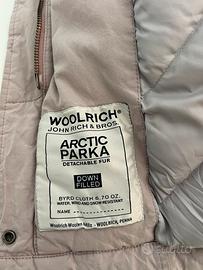 WOOLRICH®
JOHN RICH & BROS.
ARCTIC
PARKA
DETACHABLE FUR
DOWN
FILLED
BYRD CLOTH 6.70 OZ.
WATER, WIND AND SNOW RESISTANT
NAME
Woolrich Woolen Mills - WOOLRICH, PENNA
subito